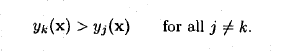 yₖ(x) > yⱼ(x) for all j ≠ k.